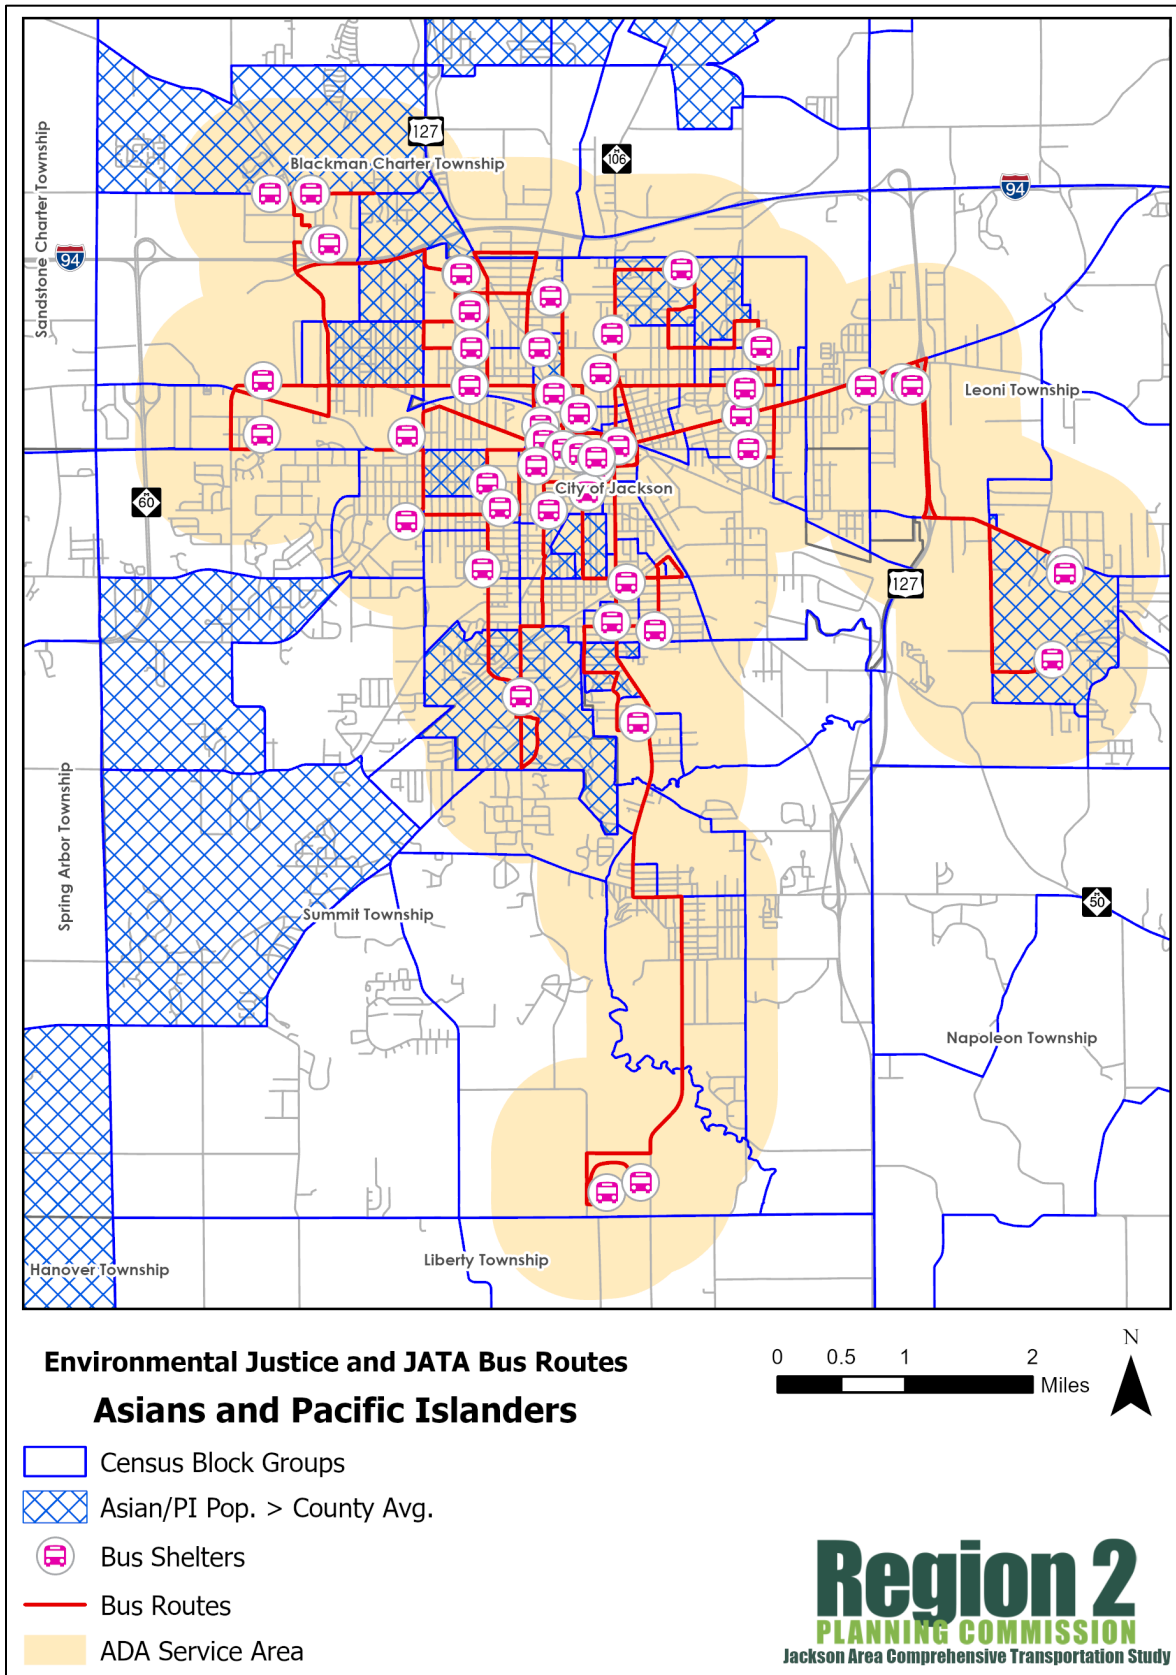 127
M
106
Blackman Charter Township
94
Sandstone Charter Township
94
Leoni Township
City of Jackson
M
60
127
Spring Arbor Township
Summit Township
M
50
Napoleon Township
Hanover Township
Liberty Township
Environmental Justice and JATA Bus Routes
Asians and Pacific Islanders
Census Block Groups
Asian/PI Pop. > County Avg.
Bus Shelters
Bus Routes
ADA Service Area
0 0.5 1 2
Miles
N
Region 2
PLANNING COMMISSION
Jackson Area Comprehensive Transportation Study